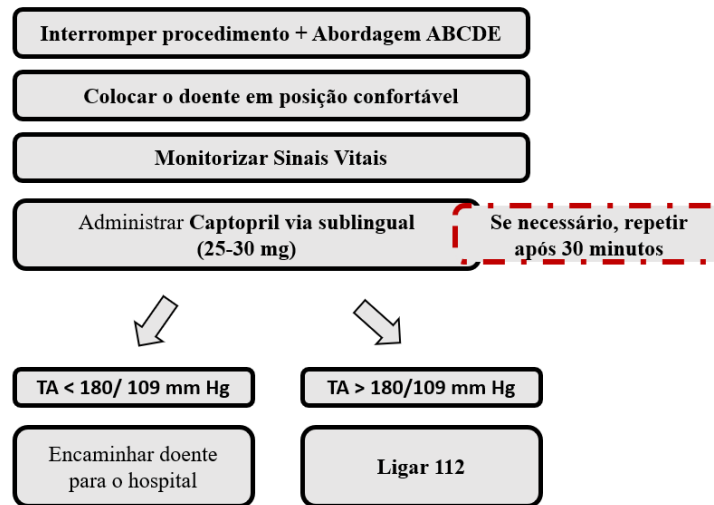 Interromper procedimento + Abordagem ABCDE
Colocar o doente em posição confortável
Monitorizar Sinais Vitais
Administrar Captopril via sublingual
(25-30 mg)
Se necessário, repetir
após 30 minutos
TA < 180/ 109 mm Hg
TA > 180/109 mm Hg
Encaminhar doente
para o hospital
Ligar 112